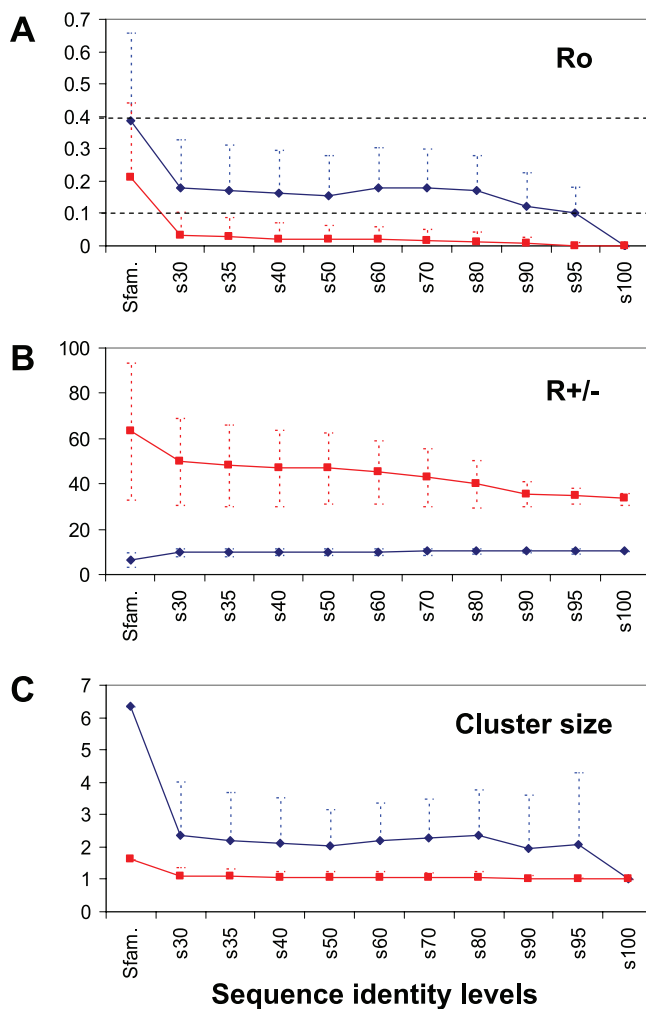 A
Ro
0.7
0.6
0.5
0.4
0.3
0.2
0.1
0
Sfam.
s30
s35
s40
s50
s60
s70
s80
s90
s95
s100
B
R+/-
100
80
60
40
20
0
Sfam.
s30
s35
s40
s50
s60
s70
s80
s90
s95
s100
C
Cluster size
7
6
5
4
3
2
1
0
Sfam.
s30
s35
s40
s50
s60
s70
s80
s90
s95
s100
Sequence identity levels